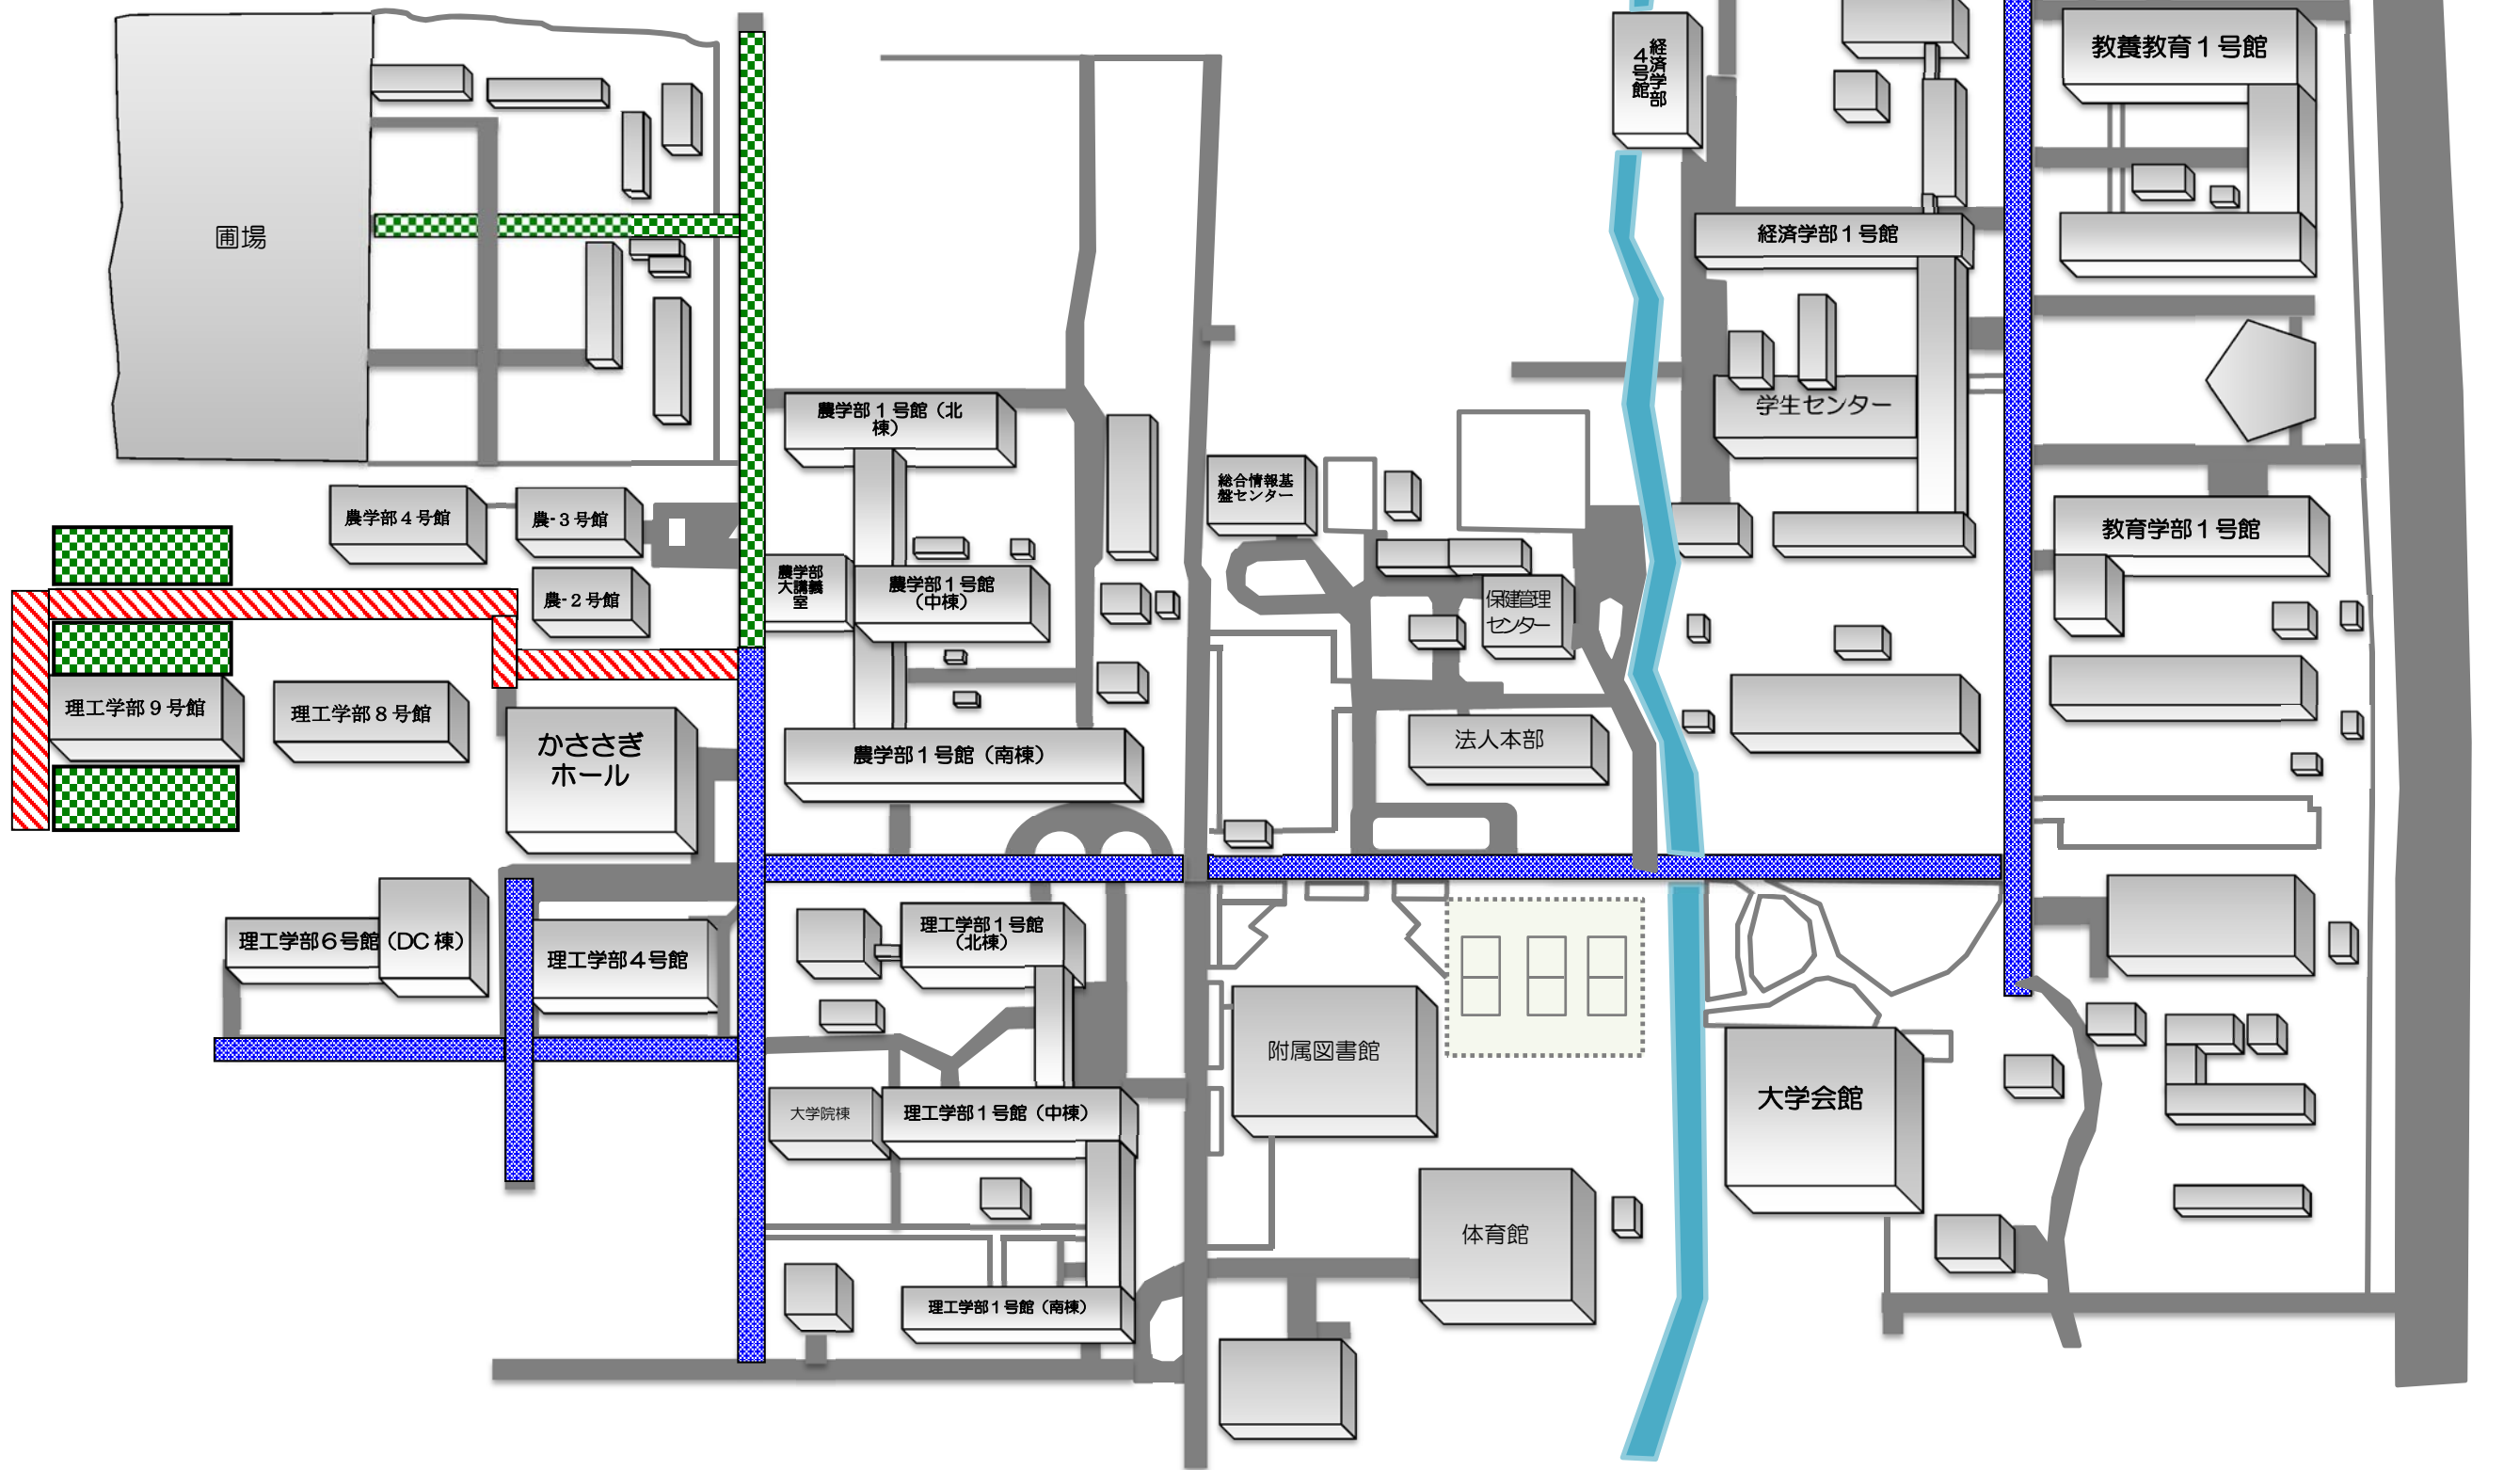 経済学部
4号館
教養教育１号館
圃場
経済学部１号館
農学部１号館（北
棟）
学生センター
総合情報基
盤センター
農学部４号館
農-３号館
教育学部１号館
農学部
大講義
室
農学部１号館
（中棟）
農-２号館
保健管理
センター
理工学部９号館
理工学部８号館
かささぎ
ホール
農学部１号館（南棟）
法人本部
理工学部６号館（DC棟）
理工学部４号館
理工学部１号館
（北棟）
附属図書館
大学会館
大学院棟
理工学部１号館（中棟）
体育館
理工学部１号館（南棟）